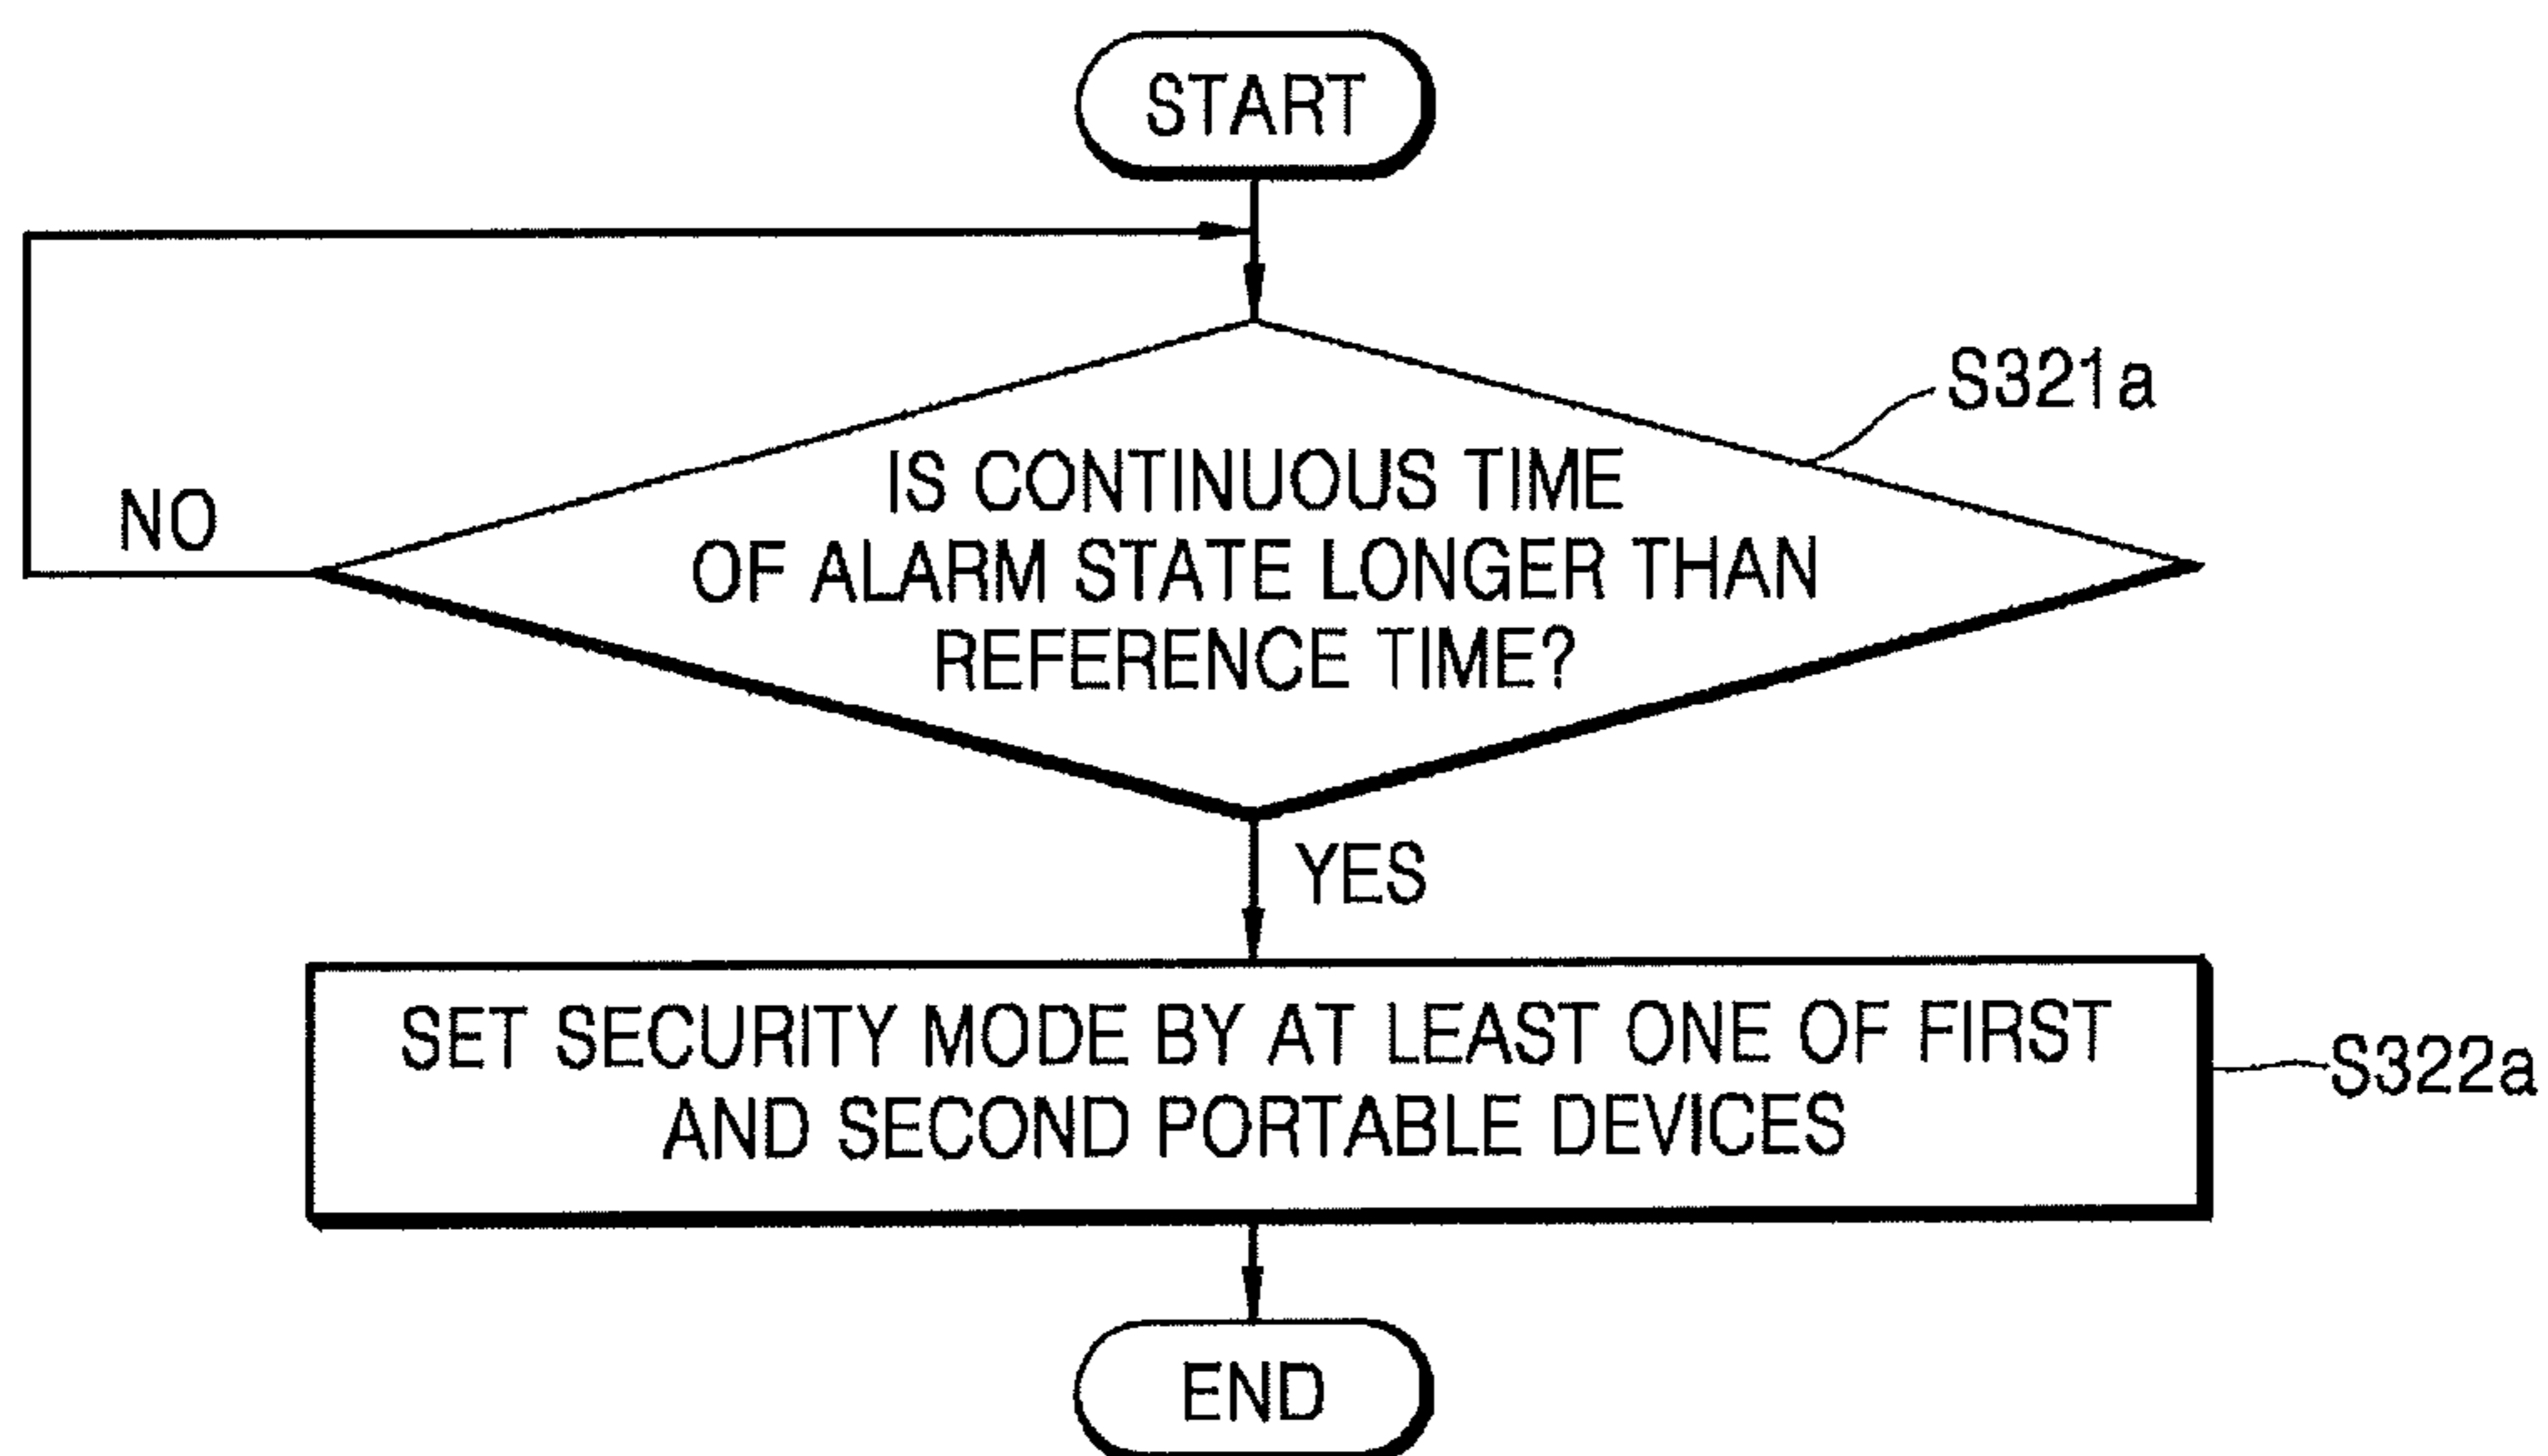 START
S321a
IS CONTINUOUS TIME
OF ALARM STATE LONGER THAN
REFERENCE TIME?
NO
YES
SET SECURITY MODE BY AT LEAST ONE OF FIRST
AND SECOND PORTABLE DEVICES
S322a
END